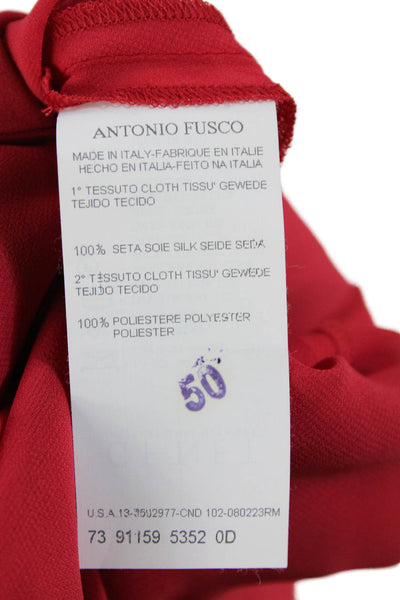 ANTONIO FUSCO
MADE IN ITALY-FABRIQUE EN ITALIE
HECHO EN ITALIA-FEITO NA ITALIA
1° TESSUTO CLOTH TISSU' GEWEDE
TEJIDO TECIDO
100% SETA SOIE SILK SEIDE SEDA
2° TESSUTO CLOTH TISSU' GEWEDE
TEJIDO TECIDO
100% POLIESTERE POLYESTER
POLIESTER
50
U.S.A.13-3502977-CND 102-080223RM
73 91159 5352 0D